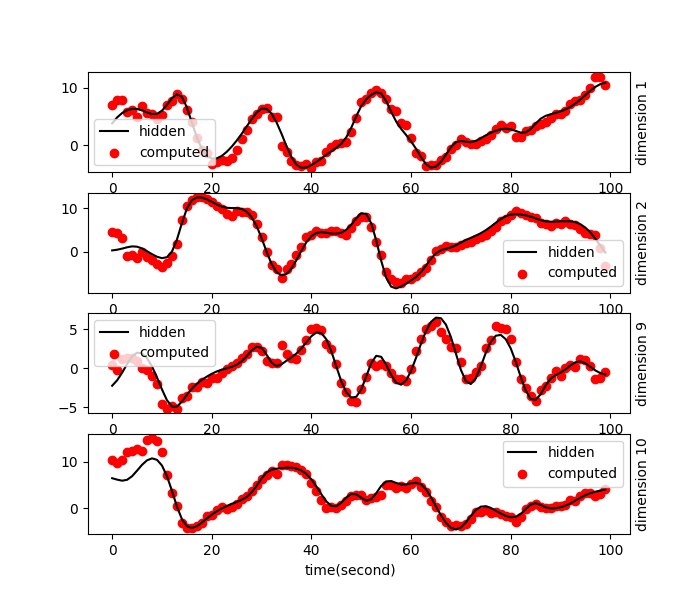 10
0
hidden
computed
dimension 1
0 20 40 60 80 100
10
0
hidden
computed
dimension 2
0 20 40 60 80 100
5
0
−5
hidden
computed
dimension 9
0 20 40 60 80 100
10
0
hidden
computed
dimension 10
0 20 40 60 80 100
time(second)